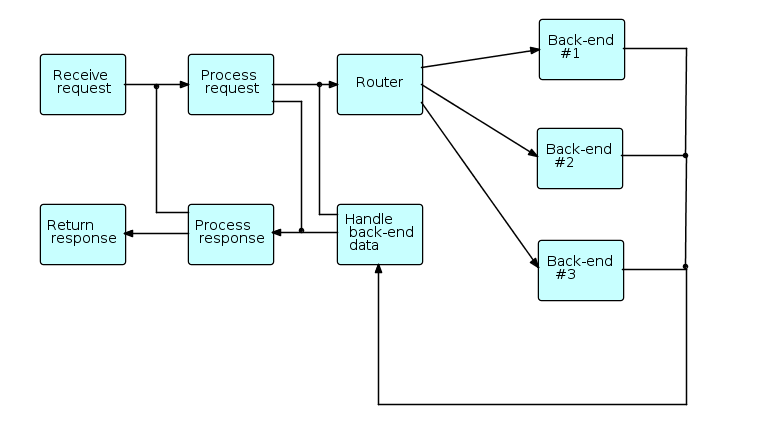 Receive
request
Process
request
Router
Back-end
#1
Back-end
#2
Back-end
#3
Return
response
Process
response
Handle
back-end
data